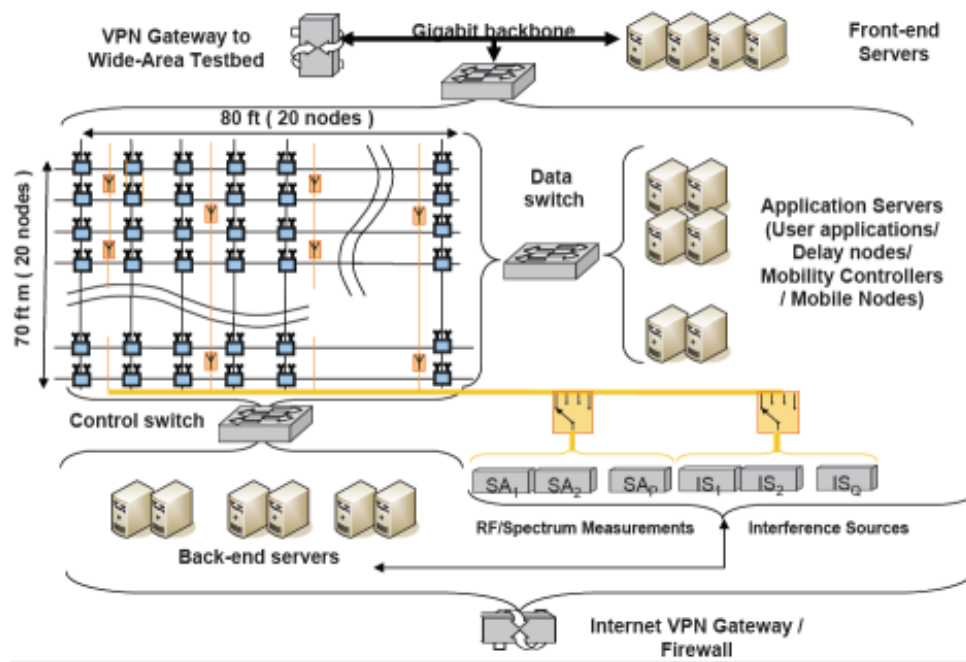 VPN Gateway to
Wide-Area Testbed
Gigabit backbone
Front-end
Servers
80 ft ( 20 nodes )
70 ft m ( 20 nodes )
Data
switch
Application Servers
(User applications/
Delay nodes/
Mobility Controllers
/ Mobile Nodes)
Control switch
SA1
SA2
SAP
IS1
IS2
ISQ
RF/Spectrum Measurements
Interference Sources
Back-end servers
Internet VPN Gateway /
Firewall